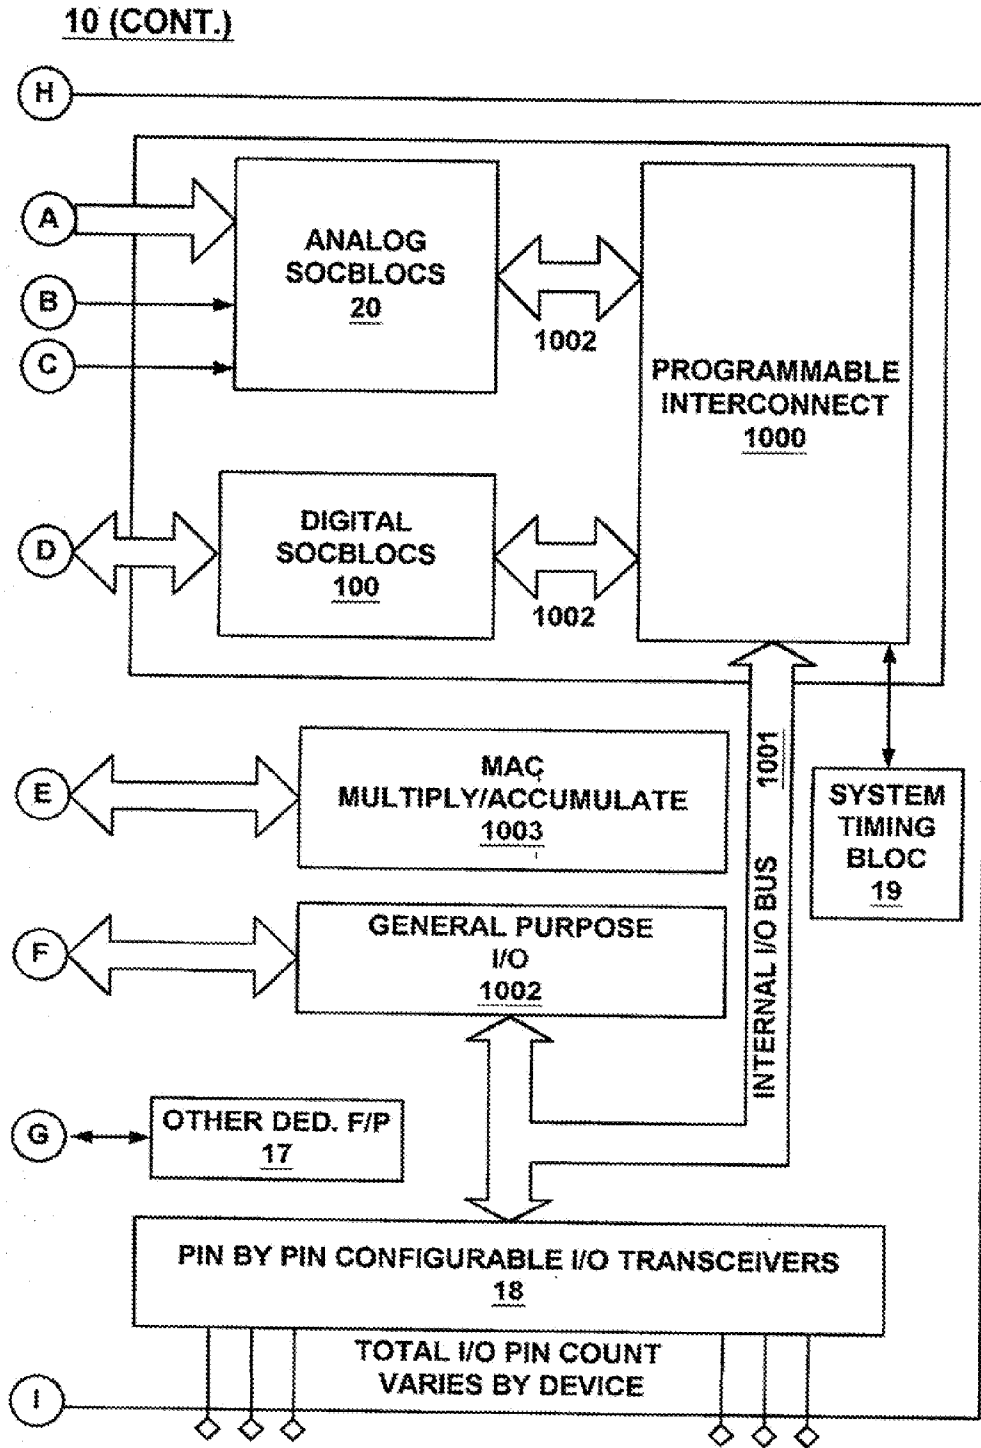 10 (CONT.)
H
A
ANALOG
SOCBLOCS
20
B
C
1002
PROGRAMMABLE
INTERCONNECT
1000
D
DIGITAL
SOCBLOCS
100
1002
E
MAC
MULTIPLY/ACCUMULATE
1003
INTERNAL I/O BUS 1001
SYSTEM
TIMING
BLOC
19
F
GENERAL PURPOSE
I/O
1002
G
OTHER DED. F/P
17
PIN BY PIN CONFIGURABLE I/O TRANSCEIVERS
18
TOTAL I/O PIN COUNT
VARIES BY DEVICE
I